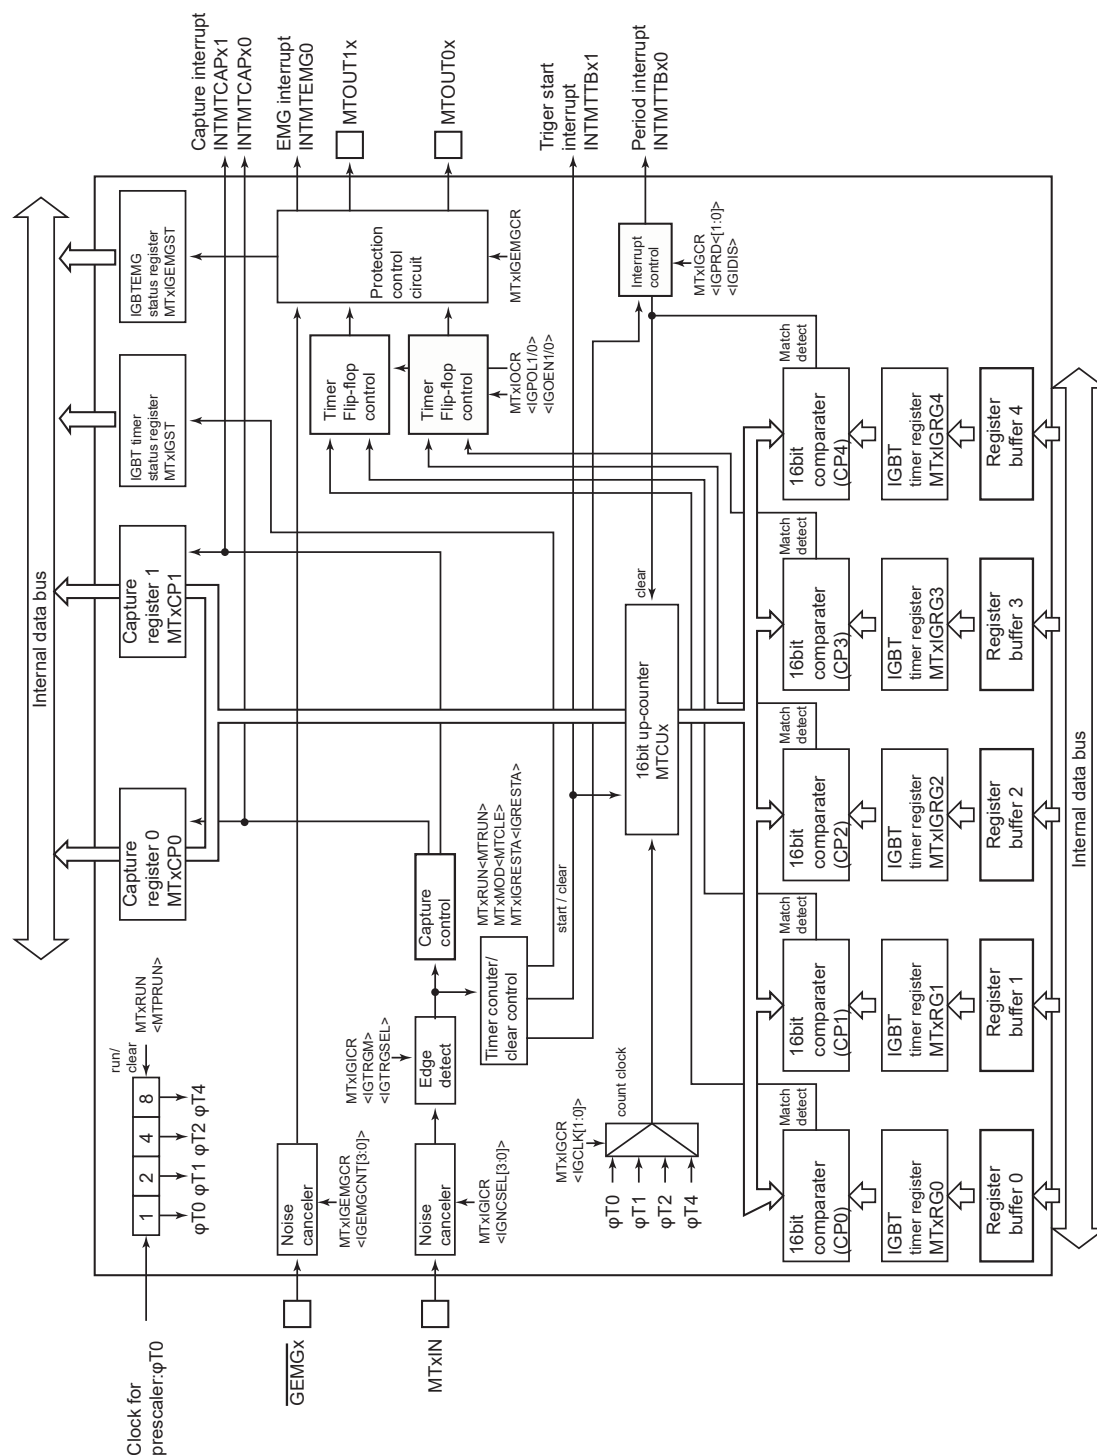 Clock for
prescaler:φT0
1
2
4
8
run/
clear
MTxRUN
<MTPRUN>
φT0 φT1 φT2 φT4
Internal data bus
Capture
register 0
MTxCP0
Capture
register 1
MTxCP1
IGBT timer
status register
MTxIGST
IGBTEMG
status register
MTxIGEMGST
Capture interrupt
INTMTCAPx1
INTMTCAPx0
EMG interrupt
INTMTEMG0
MTOUT1x
MTOUT0x
GEMGx
Noise
canceler
MTxIGEMGCR
<IGEMGCNT[3:0]>
MTxIN
Noise
canceler
MTxIGICR
<IGNCSEL[3:0]>
MTxIGICR
<IGTRGM>
<IGTRGSEL>
Edge
detect
Capture
control
Timer conuter/
clear control
MTxRUN<MTRUN>
MTxMOD<MTCLE>
MTxIGRESTA<IGRESTA>
start / clear
Timer
Flip-flop
control
Timer
Flip-flop
control
MTxIOCR
<IGPOL1/0>
<IGOEN1/0>
Protection
control
circuit
MTxIGEMGCR
Triger start
interrupt
INTMTTBx1
Period interrupt
INTMTTBx0
Interrupt
control
MTxIGCR
<IGPRD<[1:0]>
<IGIDIS>
MTxIGCR
<IGCLK[1:0]>
φT0
φT1
φT2
φT4
count clock
16bit up-counter
MTCUx
clear
Match
detect
Match
detect
Match
detect
Match
detect
Match
detect
16bit
comparater
(CP0)
16bit
comparater
(CP1)
16bit
comparater
(CP2)
16bit
comparater
(CP3)
16bit
comparater
(CP4)
IGBT
timer register
MTxRG0
IGBT
timer register
MTxRG1
IGBT
timer register
MTxIGRG2
IGBT
timer register
MTxIGRG3
IGBT
timer register
MTxIGRG4
Register
buffer 0
Register
buffer 1
Register
buffer 2
Register
buffer 3
Register
buffer 4
Internal data bus